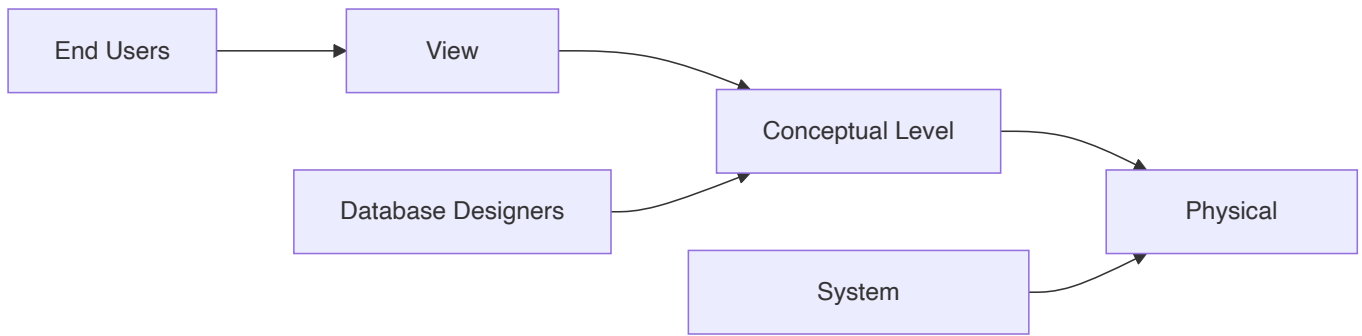 End Users
View
Conceptual Level
Database Designers
Physical
System